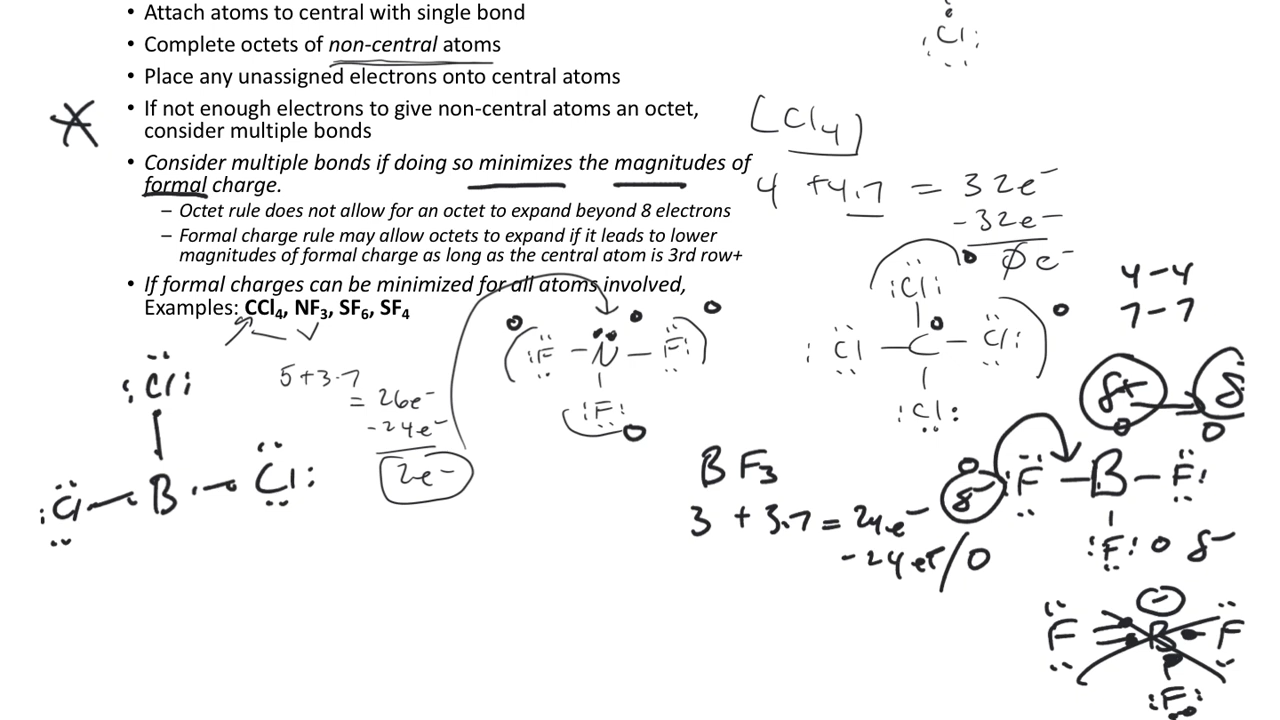 • Attach atoms to central with single bond
• Complete octets of non-central atoms
• Place any unassigned electrons onto central atoms
• If not enough electrons to give non-central atoms an octet,
consider multiple bonds
• Consider multiple bonds if doing so minimizes the magnitudes of
formal charge.
– Octet rule does not allow for an octet to expand beyond 8 electrons
– Formal charge rule may allow octets to expand if it leads to lower
magnitudes of formal charge as long as the central atom is 3rd row+
• If formal charges can be minimized for all atoms involved,
Examples: CCl₄, NF₃, SF₆, SF₄
:Cl:
CCl₄
4 + 4.7 = 32e⁻
-32e⁻
0e⁻
4-4
7-7
:Cl:
:Cl — C — Cl:
:Cl:
5+3.7
= 26e⁻
-24e⁻
2e⁻
:F — N — F:
:F:
:Cl:
:Cl — B — Cl:
BF₃
3 + 3.7 = 24e⁻
-24e⁻/0
δ+
δ
δ-
:F — B — F:
:F: 0 δ-
F = B — F
:F: